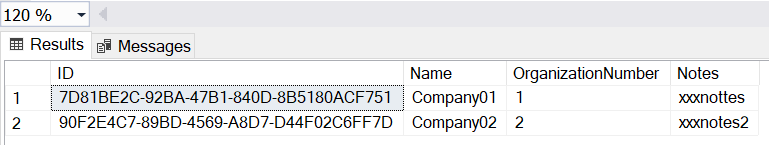 120 %
Results Messages
ID Name OrganizationNumber Notes
1 7D81BE2C-92BA-47B1-840D-8B5180ACF751 Company01 1 xxxnottes
2 90F2E4C7-89BD-4569-A8D7-D44F02C6FF7D Company02 2 xxxnotes2